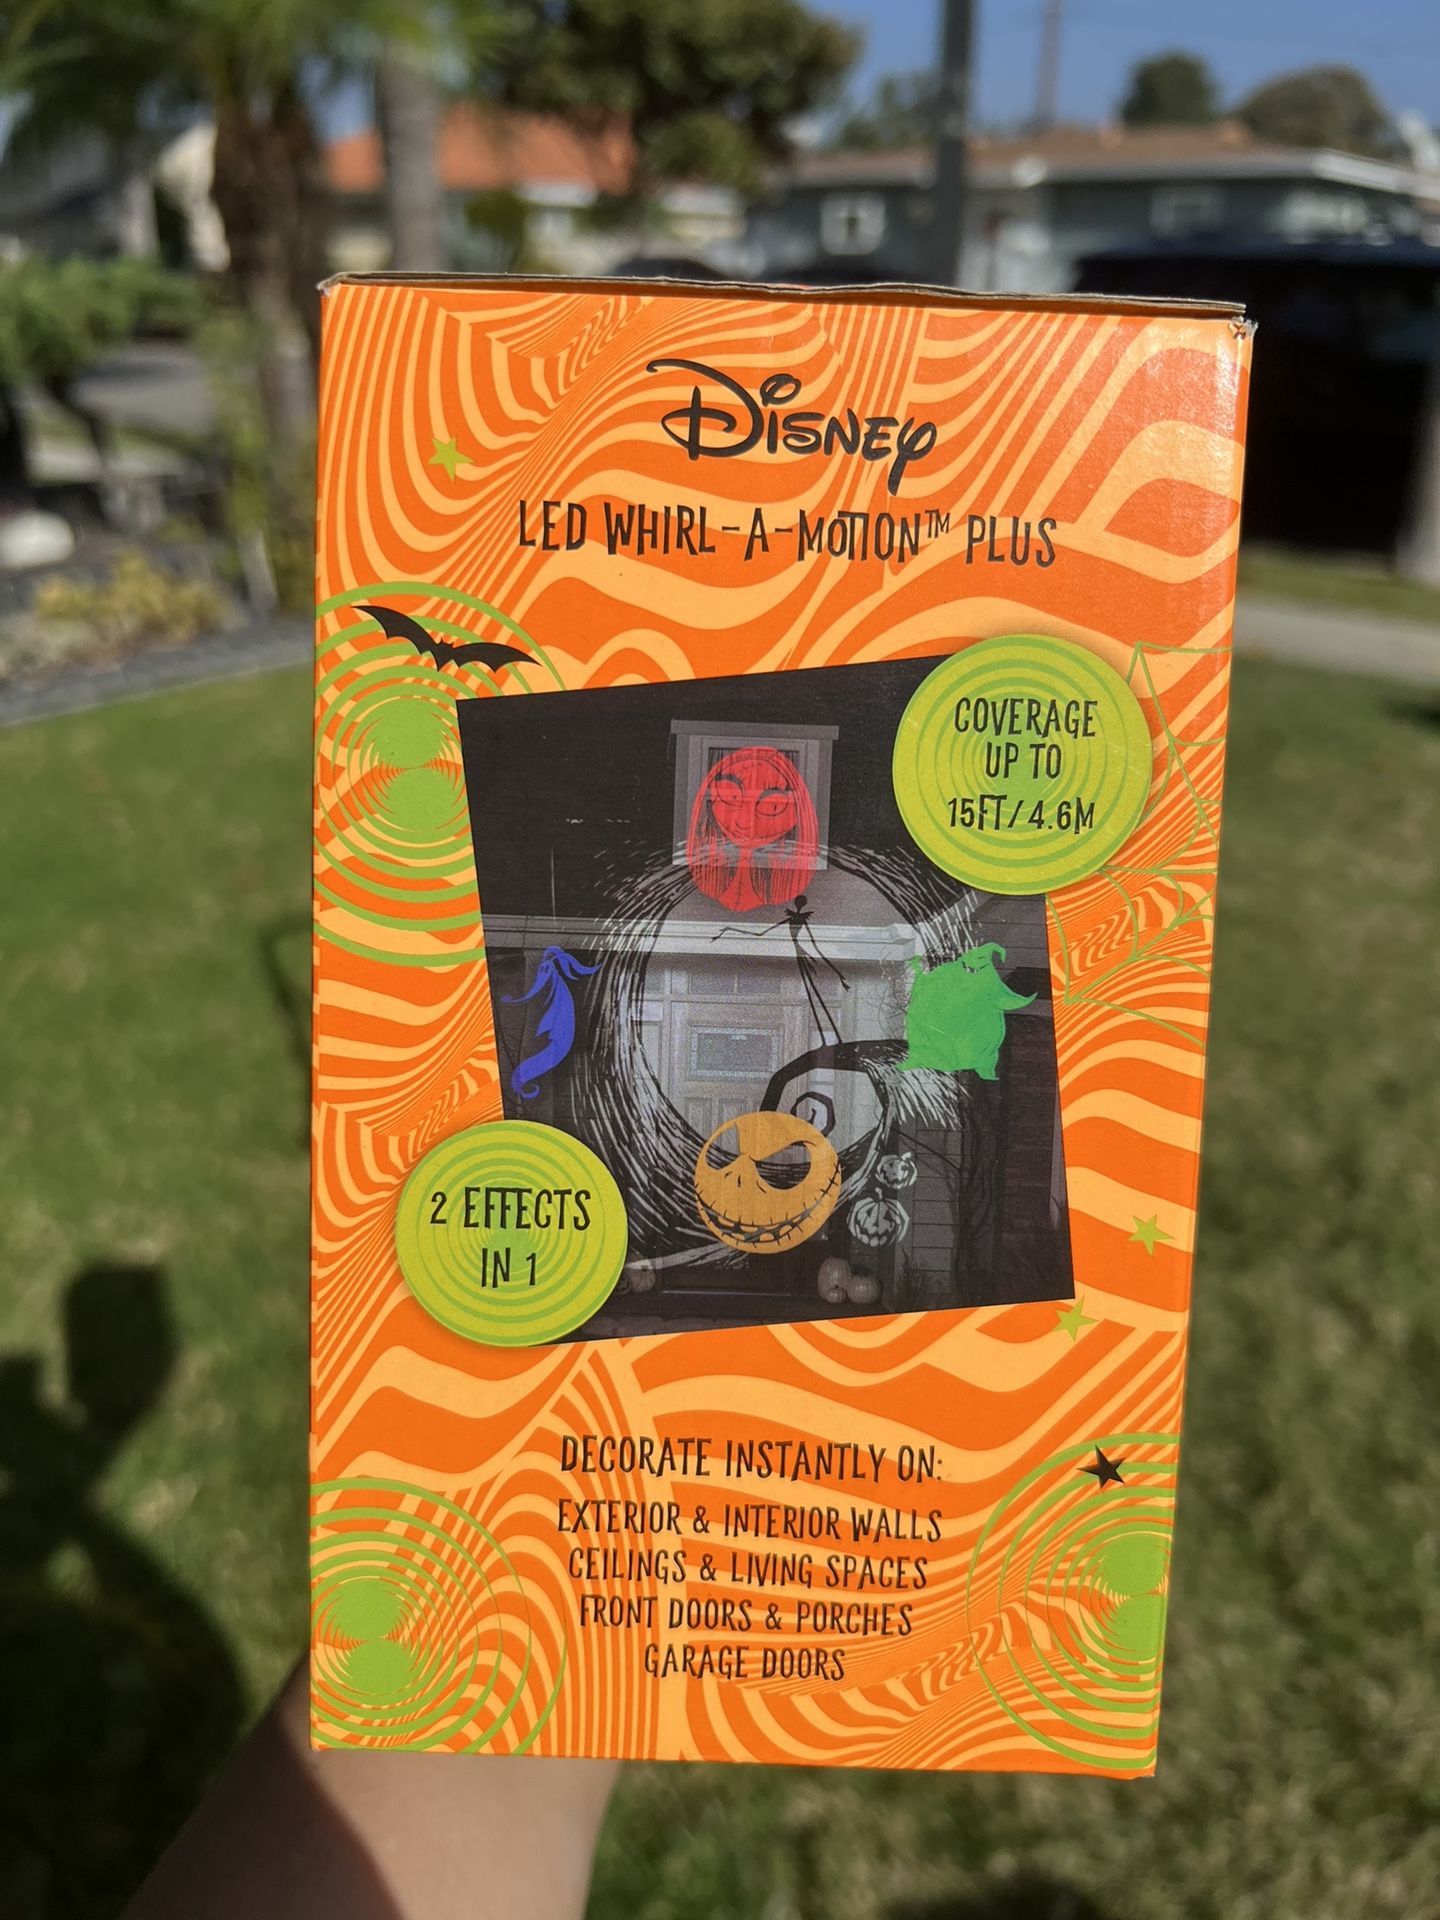 DISNEY
LED WHIRL-A-MOTION™ PLUS
COVERAGE
UP TO
15FT/4.6M
2 EFFECTS
IN 1
DECORATE INSTANTLY ON:
EXTERIOR & INTERIOR WALLS
CEILINGS & LIVING SPACES
FRONT DOORS & PORCHES
GARAGE DOORS